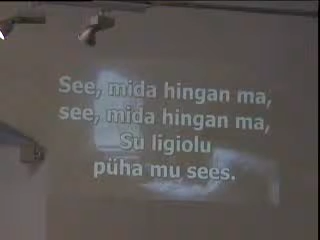 See, mida hingan ma,
see, mida hingan ma,
Su ligiolu
püha mu sees.